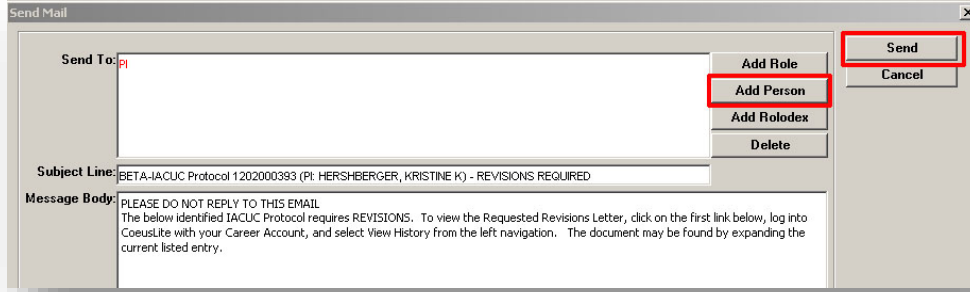 Send Mail
Send To:
PI
Add Role
Add Person
Add Rolodex
Delete
Send
Cancel
Subject Line:
BETA-IACUC Protocol 1202000393 (PI: HERSHBERGER, KRISTINE K) - REVISIONS REQUIRED
Message Body:
PLEASE DO NOT REPLY TO THIS EMAIL
The below identified IACUC Protocol requires REVISIONS. To view the Requested Revisions Letter, click on the first link below, log into
CoeusLite with your Career Account, and select View History from the left navigation. The document may be found by expanding the
current listed entry.